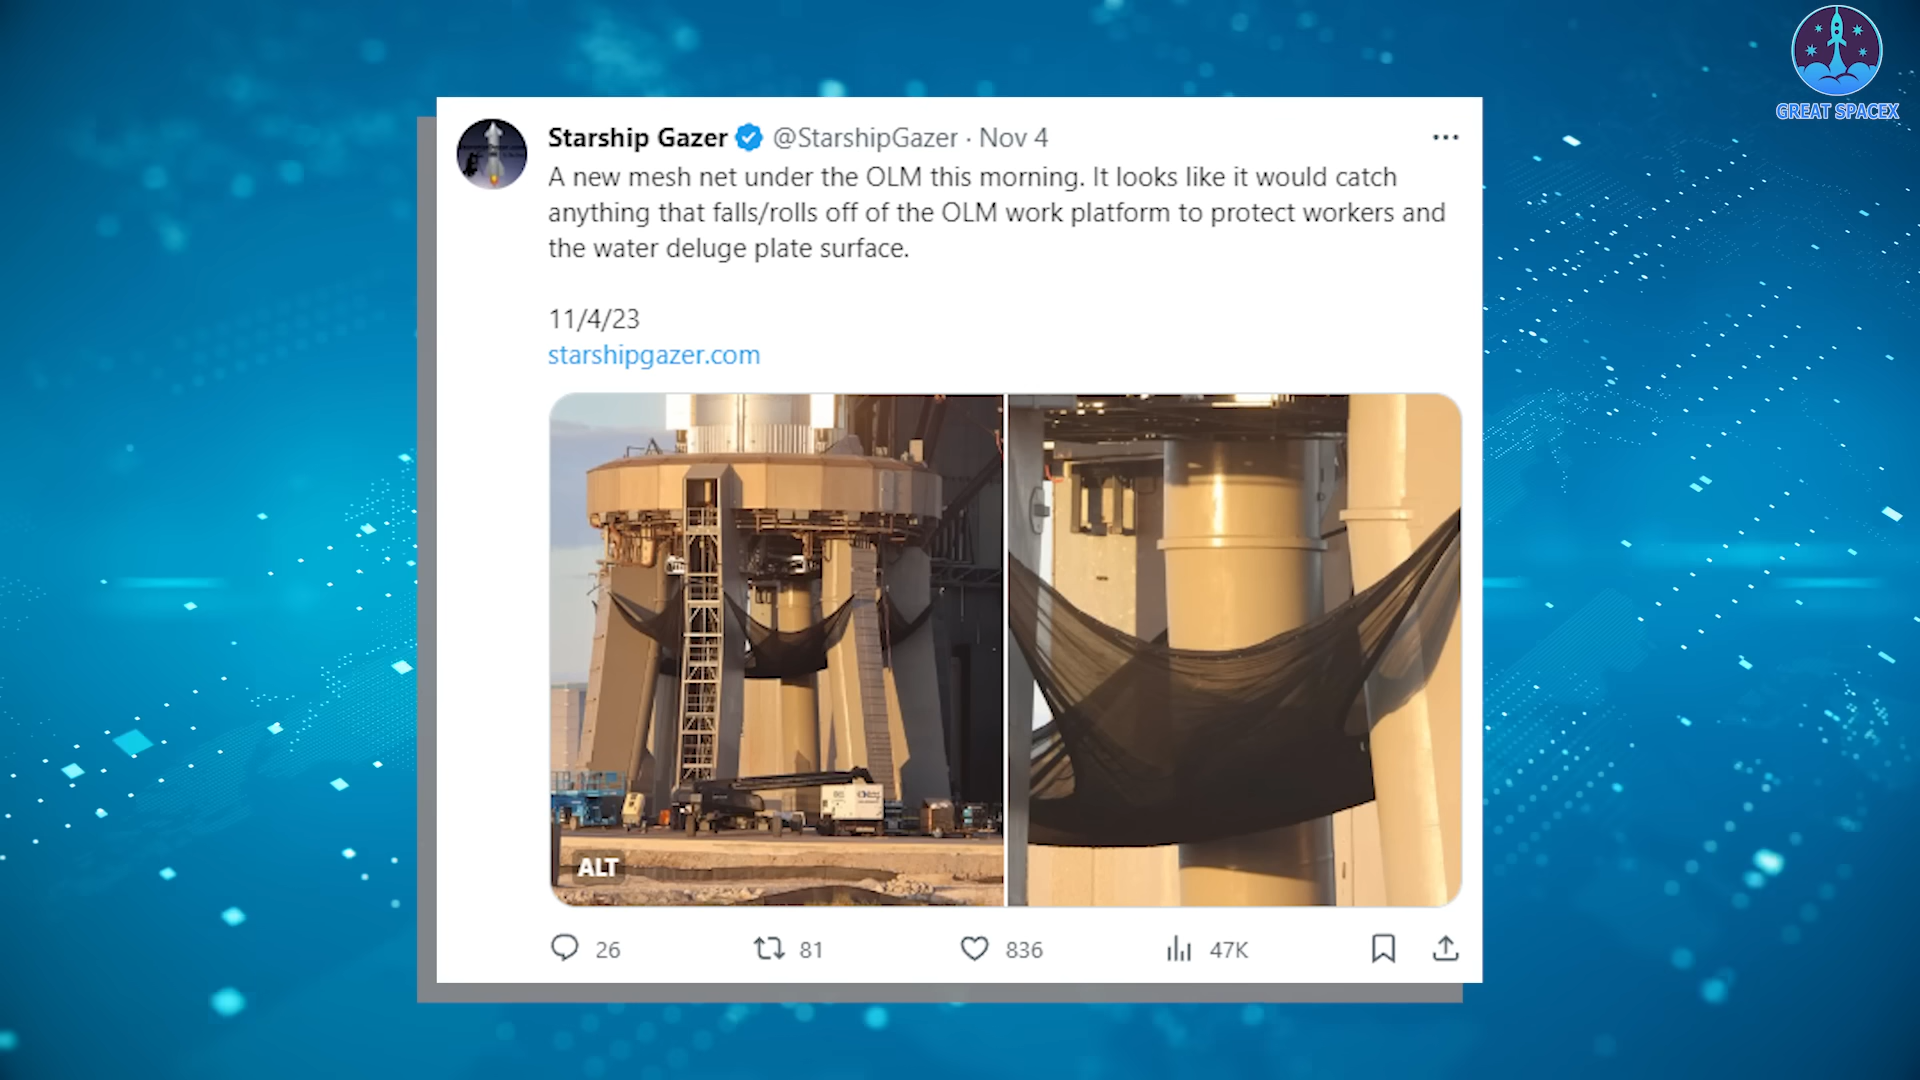 GREAT SPACEX
Starship Gazer @StarshipGazer · Nov 4
A new mesh net under the OLM this morning. It looks like it would catch
anything that falls/rolls off of the OLM work platform to protect workers and
the water deluge plate surface.
11/4/23
starshipgazer.com
ALT
26 81 836 47K